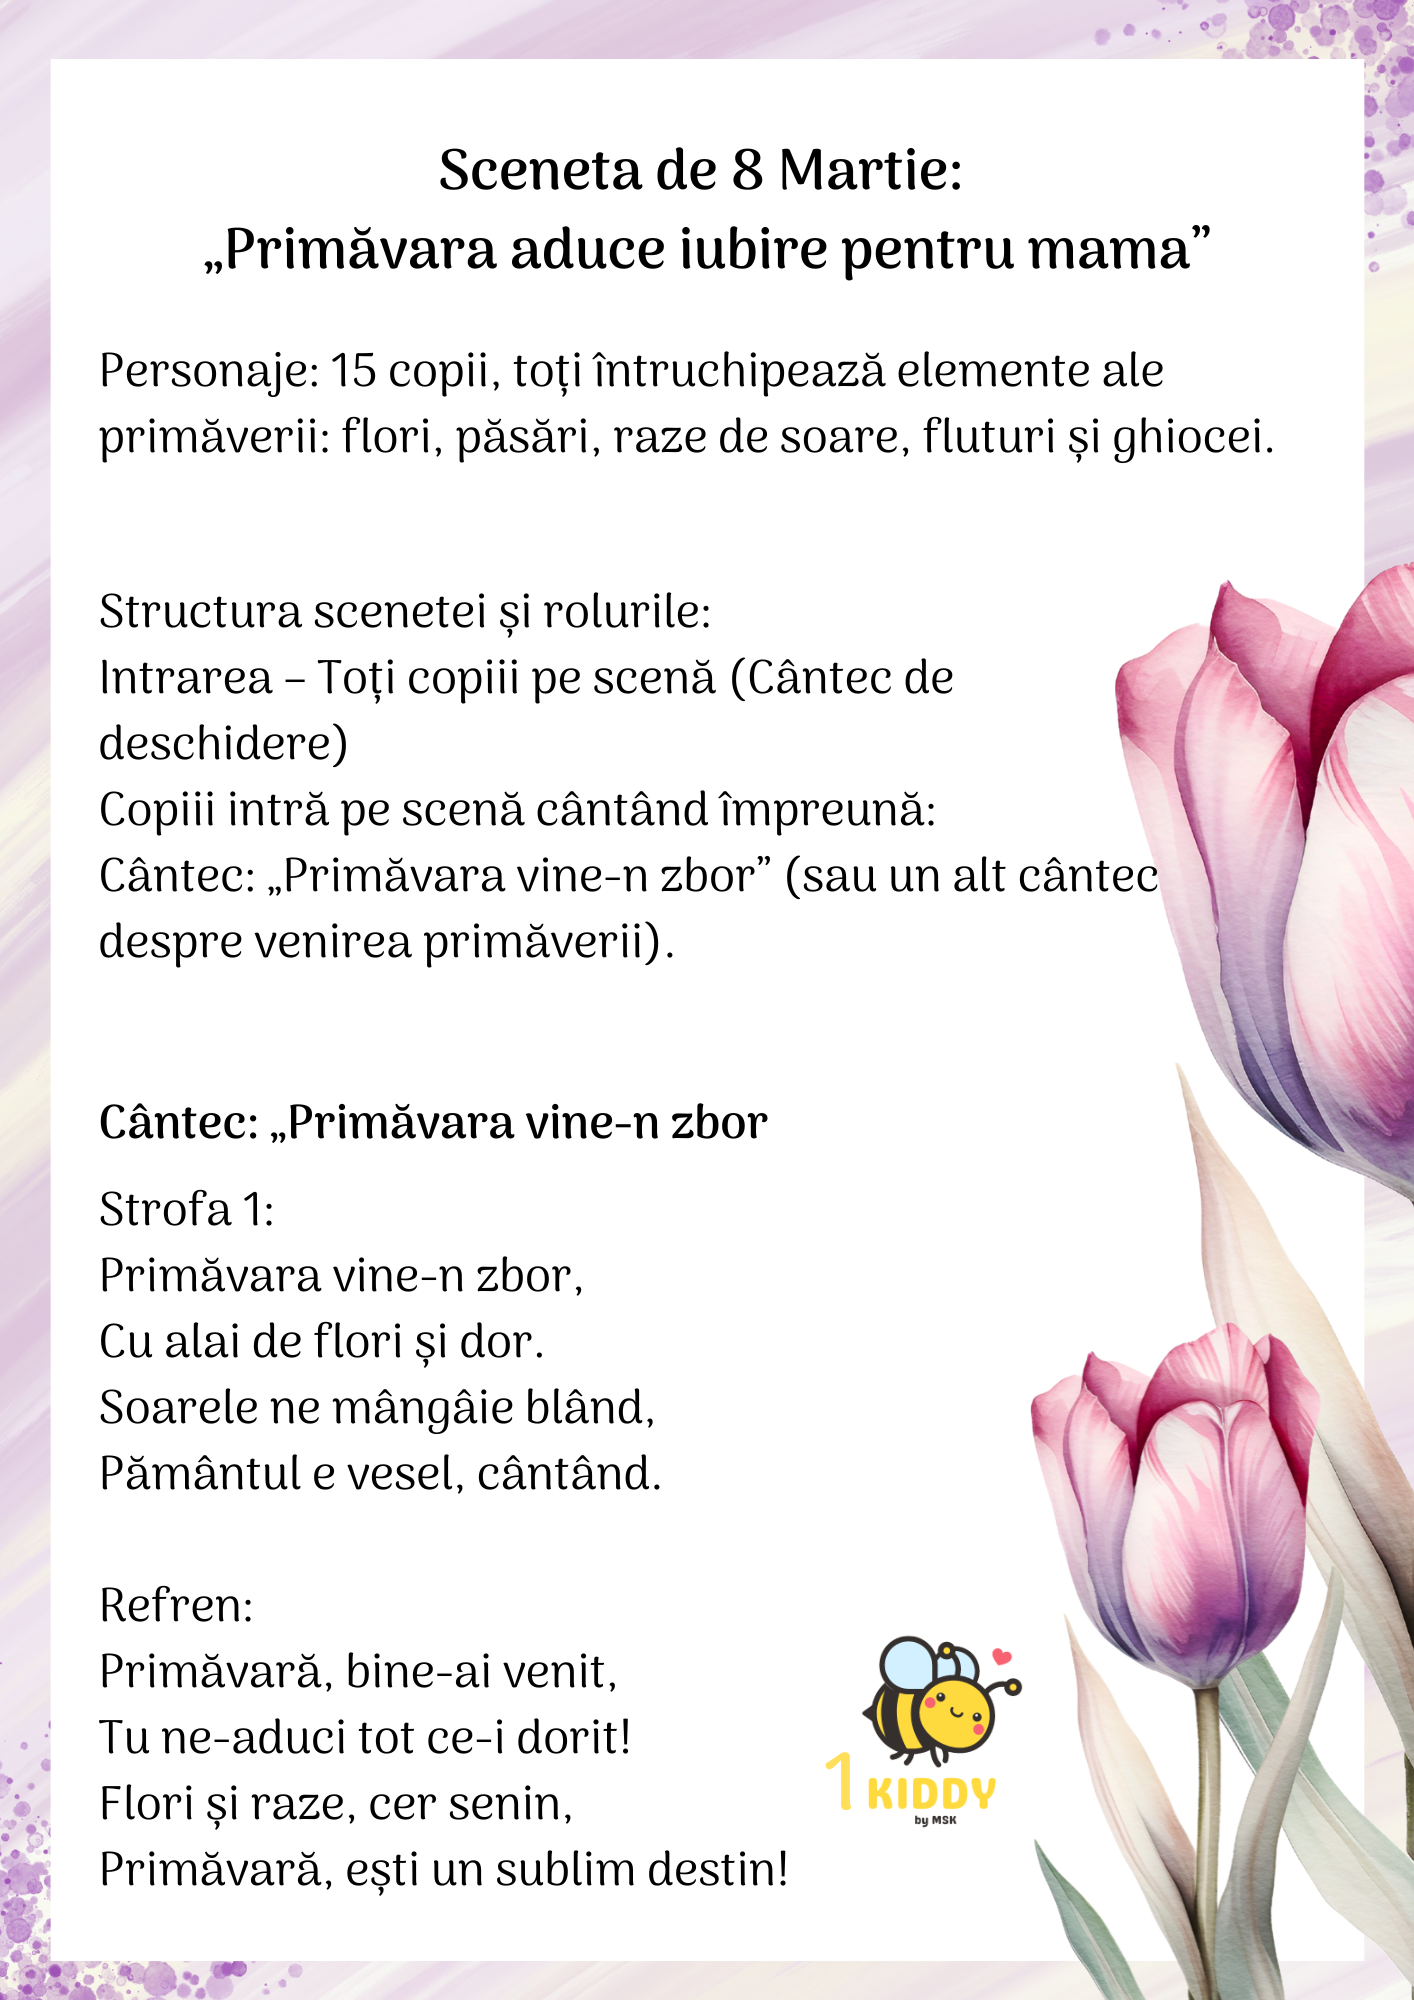 Sceneta de 8 Martie:
„Primăvara aduce iubire pentru mama”
Personaje: 15 copii, toți întruchipează elemente ale
primăverii: flori, păsări, raze de soare, fluturi și ghiocei.
Structura scenetei și rolurile:
Intrarea – Toți copiii pe scenă (Cântec de
deschidere)
Copiii intră pe scenă cântând împreună:
Cântec: „Primăvara vine-n zbor” (sau un alt cântec
despre venirea primăverii).
Cântec: „Primăvara vine-n zbor
Strofa 1:
Primăvara vine-n zbor,
Cu alai de flori și dor.
Soarele ne mângâie blând,
Pământul e vesel, cântând.
Refren:
Primăvară, bine-ai venit,
Tu ne-aduci tot ce-i dorit!
Flori și raze, cer senin,
Primăvară, ești un sublim destin!
1 KIDDY
by MSK